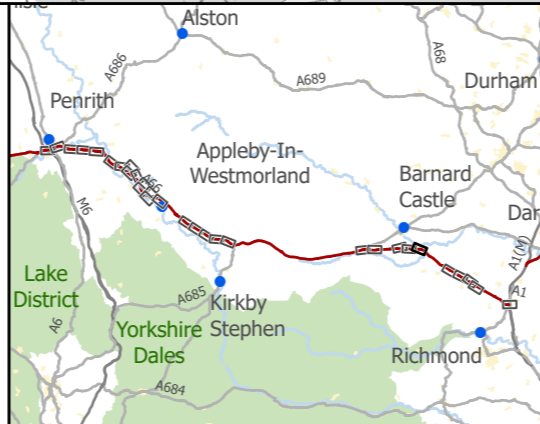 Alston
A686
A689
A68
Durham
Penrith
A66
Appleby-In-
Westmorland
Barnard
Castle
Dar
A1(M)
M6
Lake
District
A6
A685
Kirkby
Stephen
Yorkshire
Dales
A684
A1
Richmond